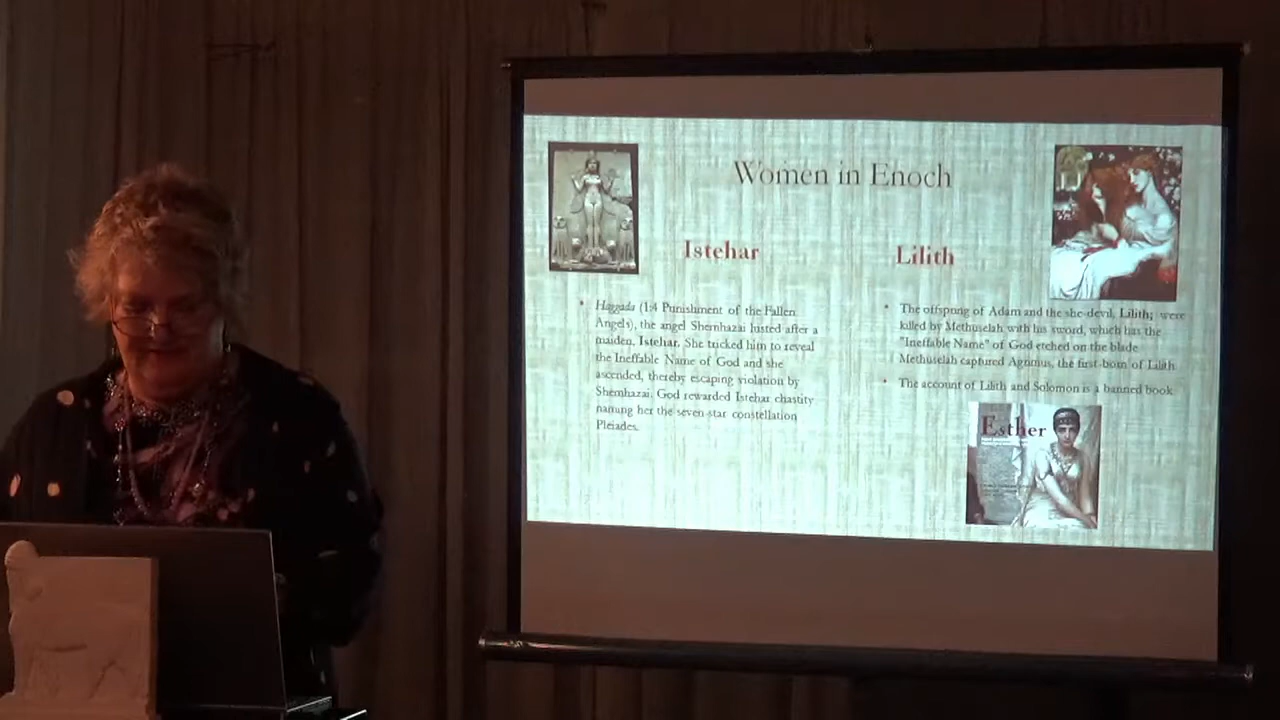 Women in Enoch
Istehar
• Haggada (1:4 Punishment of the Fallen
Angels), the angel Shemhazai lusted after a
maiden, Istehar. She tricked him to reveal
the Ineffable Name of God and she
ascended, thereby escaping violation by
Shemhazai. God rewarded Istehar chastity
naming her the seven-star constellation
Pleiades.
Lilith
• The offspring of Adam and the she-devil, Lilith; were
killed by Methuselah with his sword, which has the
"Ineffable Name" of God etched on the blade
Methuselah captured Agrimus, the first-born of Lilith
• The account of Lilith and Solomon is a banned book
Esther